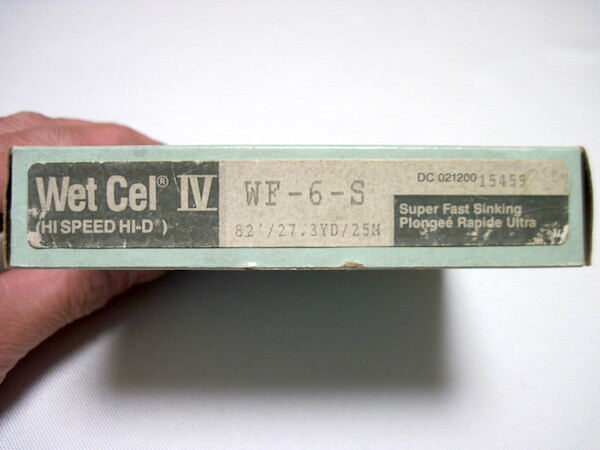 Wet Cel® IV
(HI SPEED HI-D®)
WF-6-S
82'/27.3YD/25M
DC 021200 15459
Super Fast Sinking
Plongée Rapide Ultra